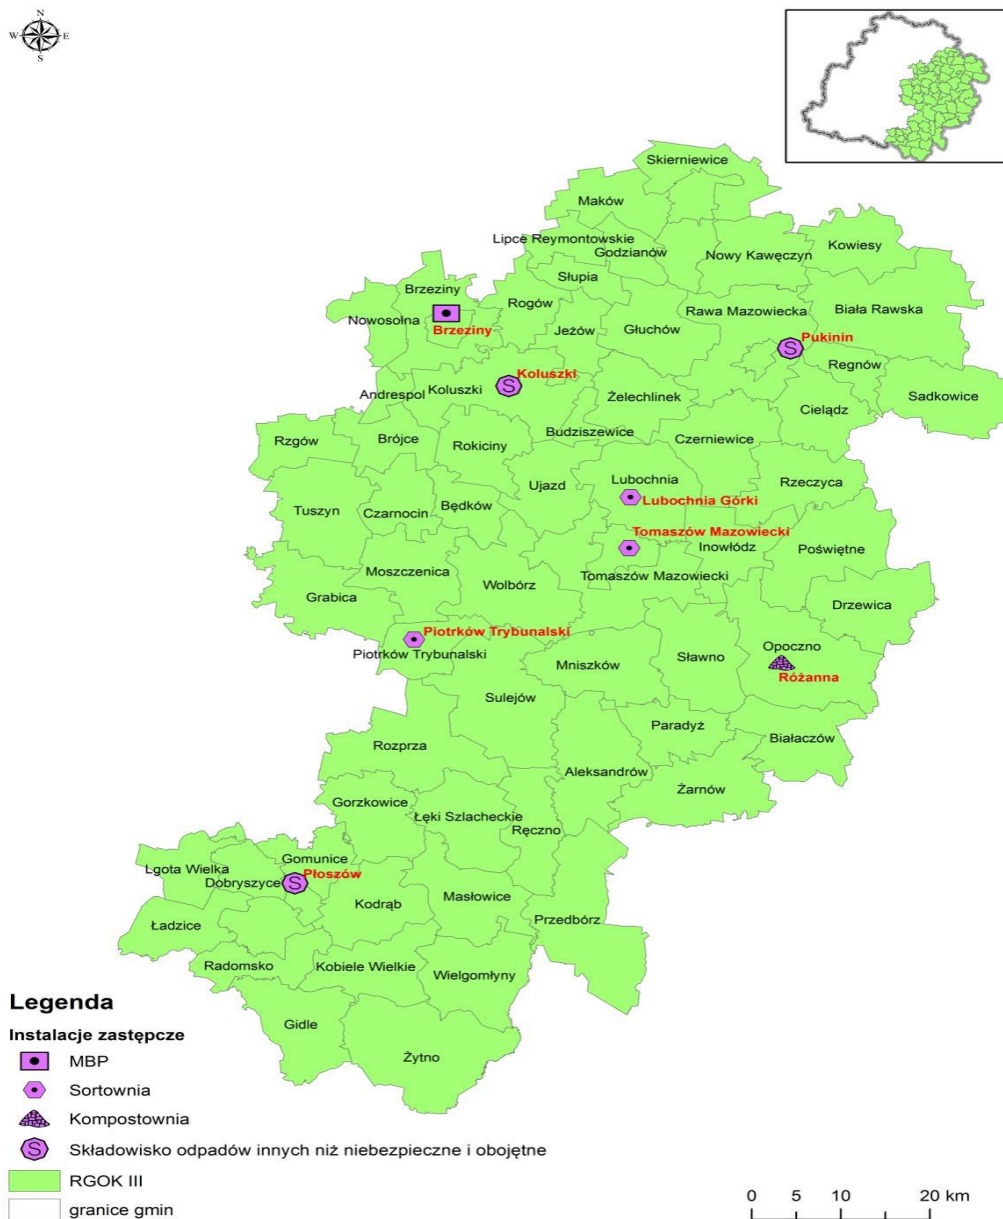 N
W E
S
Skierniewice
Maków
Lipce Reymontowskie
Godzianów
Nowy Kawęczyn
Kowiesy
Słupia
Brzeziny
Rogów
Nowosolna
Brzeziny
Jeżów
Głuchów
Rawa Mazowiecka
Biała Rawska
Pukinin
Regnów
Koluszki
S
S
Koluszki
Andrespol
Żelechlinek
Cielądz
Sadkowice
Rzgów
Brójce
Rokiciny
Budziszewice
Czerniewice
Ujazd
Lubochnia
Rzeczyca
Lubochnia Górki
Tuszyn
Czarnocin
Będków
Tomaszów Mazowiecki
Inowłódz
Poświętne
Moszczenica
Wolbórz
Tomaszów Mazowiecki
Grabica
Drzewica
Piotrków Trybunalski
Piotrków Trybunalski
Mniszków
Sławno
Opoczno
Różanna
Sulejów
Paradyż
Białaczów
Rozprza
Aleksandrów
Żarnów
Gorzkowice
Łęki Szlacheckie
Ręczno
Gomunice
Lgota Wielka
Płoszów
Dobryszyce
S
Kodrąb
Masłowice
Przedbórz
Ładzice
Radomsko
Kobiele Wielkie
Wielgomłyny
Gidle
Żytno
Legenda
Instalacje zastępcze
MBP
Sortownia
Kompostownia
S Składowisko odpadów innych niż niebezpieczne i obojętne
RGOK III
granice gmin
0 5 10 20 km